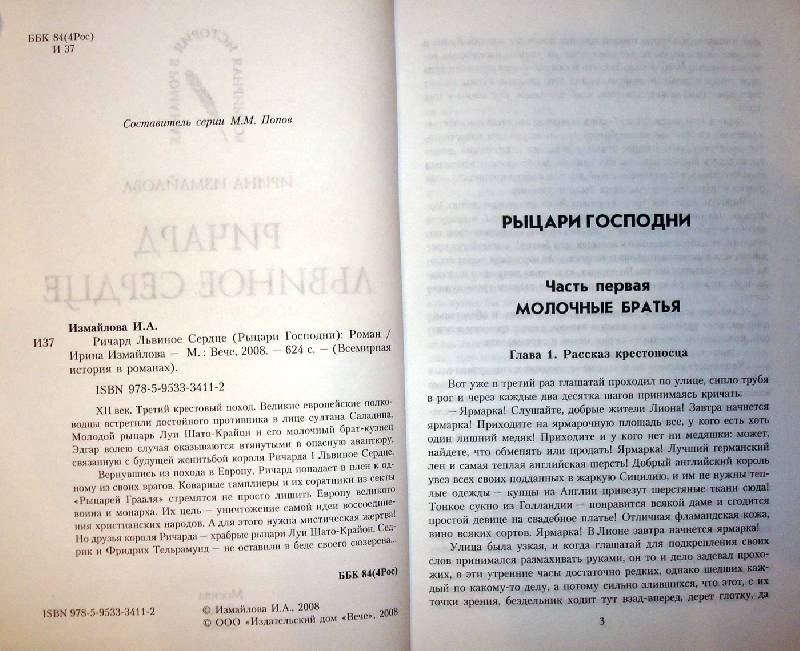 ББК 84(4Рос)
И 37
Составитель серии М.М. Попов
Измайлова И.А.
И37 Ричард Львиное Сердце (Рыцари Господни): Роман /
Ирина Измайлова — М. : Вече, 2008. — 624 с. — (Всемирная
история в романах).
ISBN 978-5-9533-3411-2
XII век. Третий крестовый поход. Великие европейские полко-
водцы встретили достойного противника в лице султана Саладина.
Молодой рыцарь Луи Шато-Крайон и его молочный брат-кузнец
Эдгар волею случая оказываются втянутыми в опасную авантюру,
связанную с будущей женитьбой короля Ричарда I Львиное Сердце.
Вернувшись из похода в Европу, Ричард попадает в плен к од-
ному из своих врагов. Коварные тамплиеры и их соратники из секты
«Рыцарей Грааля» стремятся не просто лишить Европу великого
воина и монарха. Их цель — уничтожение самой идеи воссоедине-
ния христианских народов. А для этого нужна мистическая жертва!
Но друзья короля Ричарда — храбрые рыцари Луи Шато-Крайон, Сед-
рик и Фридрих Тельрамунд — не оставили в беде своего сюзерена...
ББК 84(4Рос)
ISBN 978-5-9533-3411-2
© Измайлова И.А., 2008
© ООО «Издательский дом «Вече», 2008
РЫЦАРИ ГОСПОДНИ
Часть первая
МОЛОЧНЫЕ БРАТЬЯ
Глава 1. Рассказ крестоносца
Вот уже в третий раз глашатай проходил по улице, сипло трубя
в рог и через каждые два десятка шагов принимаясь кричать:
— Ярмарка! Слушайте, добрые жители Лиона! Завтра начнется
ярмарка! Приходите на ярмарочную площадь все, у кого есть хоть
один лишний медяк! Приходите и у кого нет ни медяшки: может,
найдете, что обменять или продать! Ярмарка! Лучший германский
лен и самая теплая английская шерсть! Добрый английский король
увез всех своих подданных в жаркую Сицилию, и им не нужны теп-
лые одежды — купцы из Англии привезут шерстяные ткани сюда!
Тонкое сукно из Голландии — понравится всякой даме и сгодится
простой девице на свадебное платье! Отличная фламандская кожа,
вино всяких сортов. Ярмарка! В Лионе завтра начнется ярмарка!
Улица была узкая, и когда глашатай для подкрепления своих
слов принимался размахивать руками, он то и дело задевал прохо-
жих, в эти утренние часы достаточно редких, однако шедших каж-
дый по какому-то делу, а потому сильно злившихся, что этот, с их
точки зрения, бездельник ходит тут взад-вперед, дерет глотку, да
3